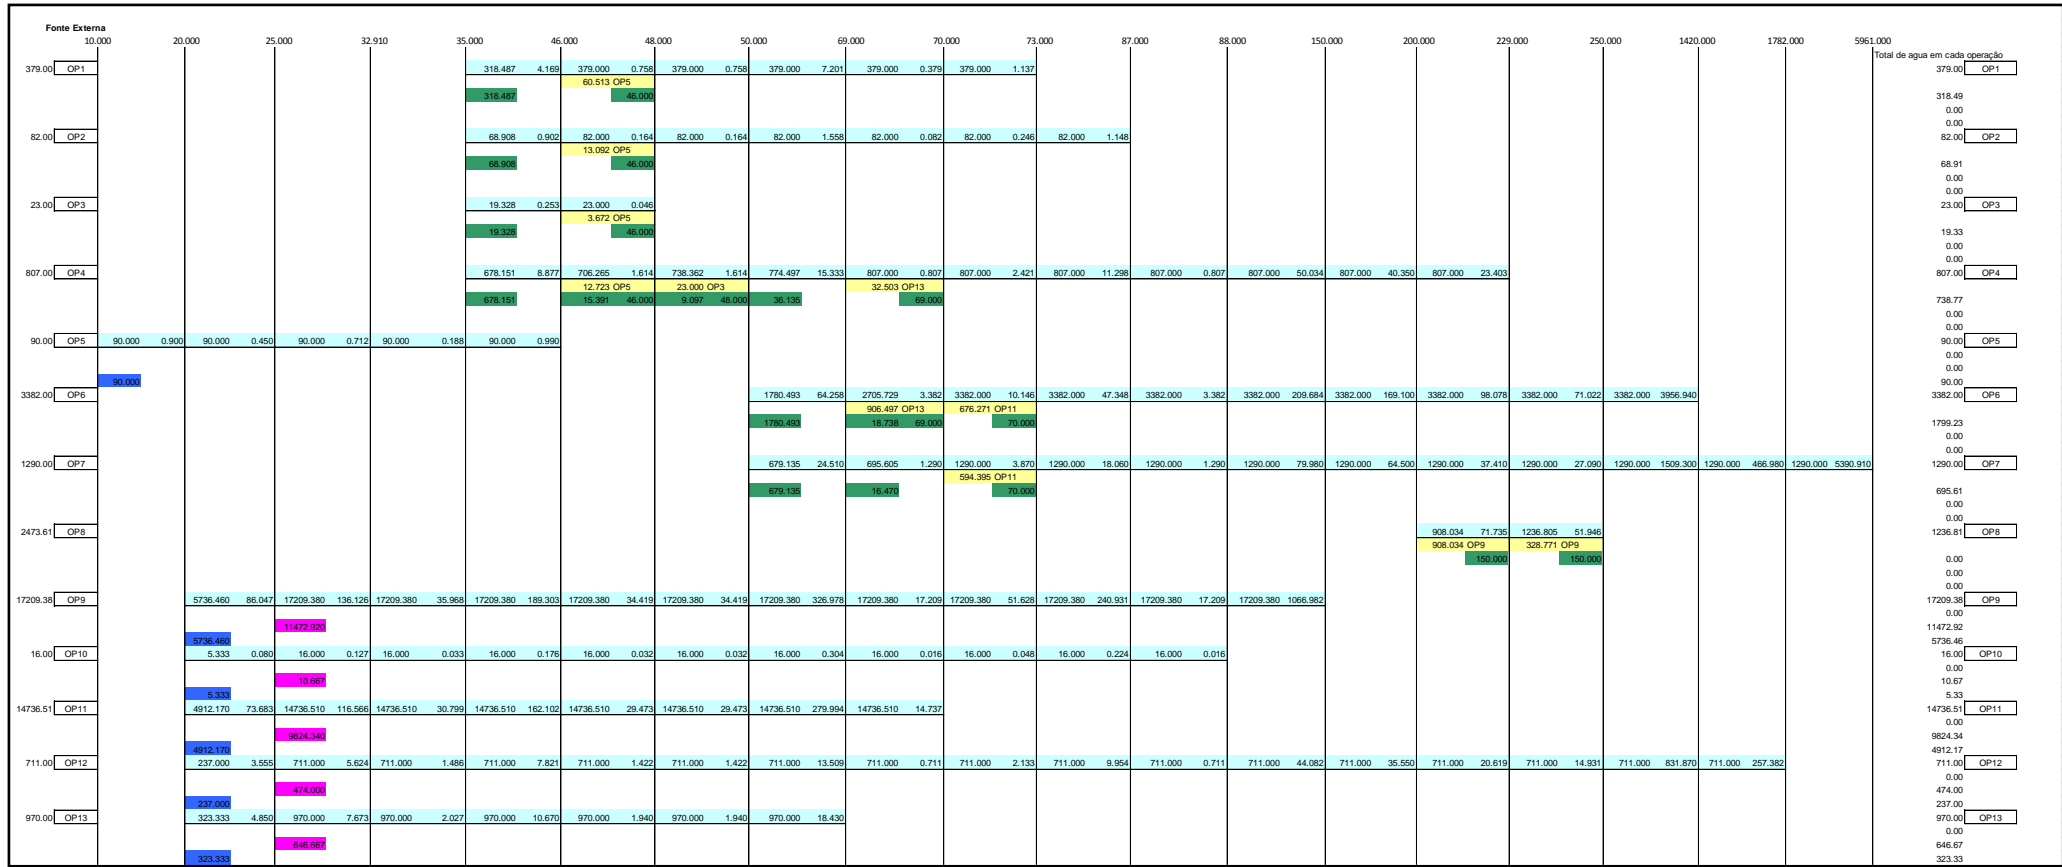 Fonte Externa
10.000 20.000 25.000 32.910 35.000 46.000 48.000 50.000 69.000 70.000 73.000 87.000 88.000 150.000 200.000 229.000 250.000 1420.000 1782.000 5961.000
Total de agua em cada operação
379.00 OP1 318.487 4.169 379.000 0.758 379.000 0.758 379.000 7.201 379.000 0.379 379.000 1.137 379.00 OP1
60.513 OP5
318.487 46.000 318.49
0.00
0.00
82.00 OP2 68.908 0.902 82.000 0.164 82.000 0.164 82.000 1.558 82.000 0.082 82.000 0.246 82.000 1.148 82.00 OP2
13.092 OP5
68.908 46.000 68.91
0.00
0.00
23.00 OP3 19.328 0.253 23.000 0.046 23.00 OP3
3.672 OP5
19.328 46.000 19.33
0.00
0.00
807.00 OP4 678.151 8.877 706.265 1.614 738.362 1.614 774.497 15.333 807.000 0.807 807.000 2.421 807.000 11.298 807.000 0.807 807.000 50.034 807.000 40.350 807.000 23.403 807.00 OP4
12.723 OP5 23.000 OP3 32.503 OP13
678.151 15.391 46.000 9.097 48.000 36.135 69.000 738.77
0.00
0.00
90.00 OP5 90.000 0.900 90.000 0.450 90.000 0.712 90.000 0.188 90.000 0.990 90.00 OP5
0.00
0.00
90.000 90.00
3382.00 OP6 1780.493 64.258 2705.729 3.382 3382.000 10.146 3382.000 47.348 3382.000 3.382 3382.000 209.684 3382.000 169.100 3382.000 98.078 3382.000 71.022 3382.000 3956.940 3382.00 OP6
906.497 OP13 676.271 OP11
1780.493 18.738 69.000 70.000 1799.23
0.00
0.00
1290.00 OP7 679.135 24.510 695.605 1.290 1290.000 3.870 1290.000 18.060 1290.000 1.290 1290.000 79.980 1290.000 64.500 1290.000 37.410 1290.000 27.090 1290.000 1509.300 1290.000 466.980 1290.000 5390.910 1290.00 OP7
594.395 OP11
679.135 16.470 70.000 695.61
0.00
0.00
2473.61 OP8 908.034 71.735 1236.805 51.946 1236.81 OP8
908.034 OP9 328.771 OP9
150.000 150.000 0.00
0.00
0.00
17209.38 OP9 5736.460 86.047 17209.380 136.126 17209.380 35.968 17209.380 189.303 17209.380 34.419 17209.380 34.419 17209.380 326.978 17209.380 17.209 17209.380 51.628 17209.380 240.931 17209.380 17.209 17209.380 1066.982 17209.38 OP9
0.00
11472.920 11472.92
5736.460 5736.46
16.00 OP10 5.333 0.080 16.000 0.127 16.000 0.033 16.000 0.176 16.000 0.032 16.000 0.032 16.000 0.304 16.000 0.016 16.000 0.048 16.000 0.224 16.000 0.016 16.00 OP10
0.00
10.667 10.67
5.333 5.33
14736.51 OP11 4912.170 73.683 14736.510 116.566 14736.510 30.799 14736.510 162.102 14736.510 29.473 14736.510 29.473 14736.510 279.994 14736.510 14.737 14736.51 OP11
0.00
9824.340 9824.34
4912.170 4912.17
711.00 OP12 237.000 3.555 711.000 5.624 711.000 1.486 711.000 7.821 711.000 1.422 711.000 1.422 711.000 13.509 711.000 0.711 711.000 2.133 711.000 9.954 711.000 0.711 711.000 44.082 711.000 35.550 711.000 20.619 711.000 14.931 711.000 831.870 711.000 257.382 711.00 OP12
0.00
474.000 474.00
237.000 237.00
970.00 OP13 323.333 4.850 970.000 7.673 970.000 2.027 970.000 10.670 970.000 1.940 970.000 1.940 970.000 18.430 970.00 OP13
0.00
646.667 646.67
323.333 323.33